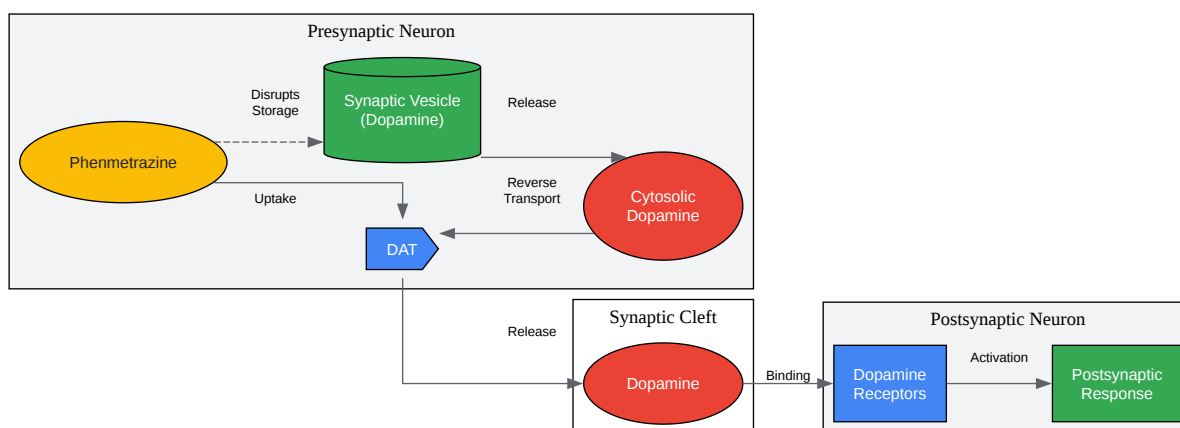 Presynaptic Neuron
Disrupts
Storage
Synaptic Vesicle
(Dopamine)
Release
Phenmetrazine
Uptake
Reverse
Transport
Cytosolic
Dopamine
DAT
Release
Synaptic Cleft
Dopamine
Binding
Postsynaptic Neuron
Dopamine
Receptors
Activation
Postsynaptic
Response